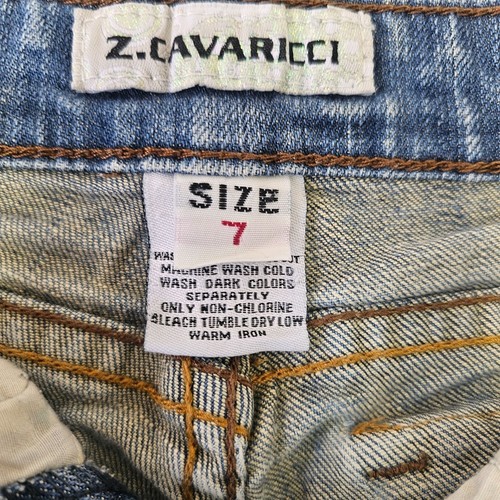 Z.CAVARICCI
SIZE
7
MACHINE WASH COLD
WASH DARK COLORS
SEPARATELY
ONLY NON-CHLORINE
BLEACH TUMBLE DRY LOW
WARM IRON